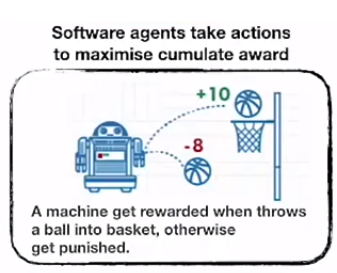 Software agents take actions
to maximise cumulate award
+10
-8
A machine get rewarded when throws
a ball into basket, otherwise
get punished.